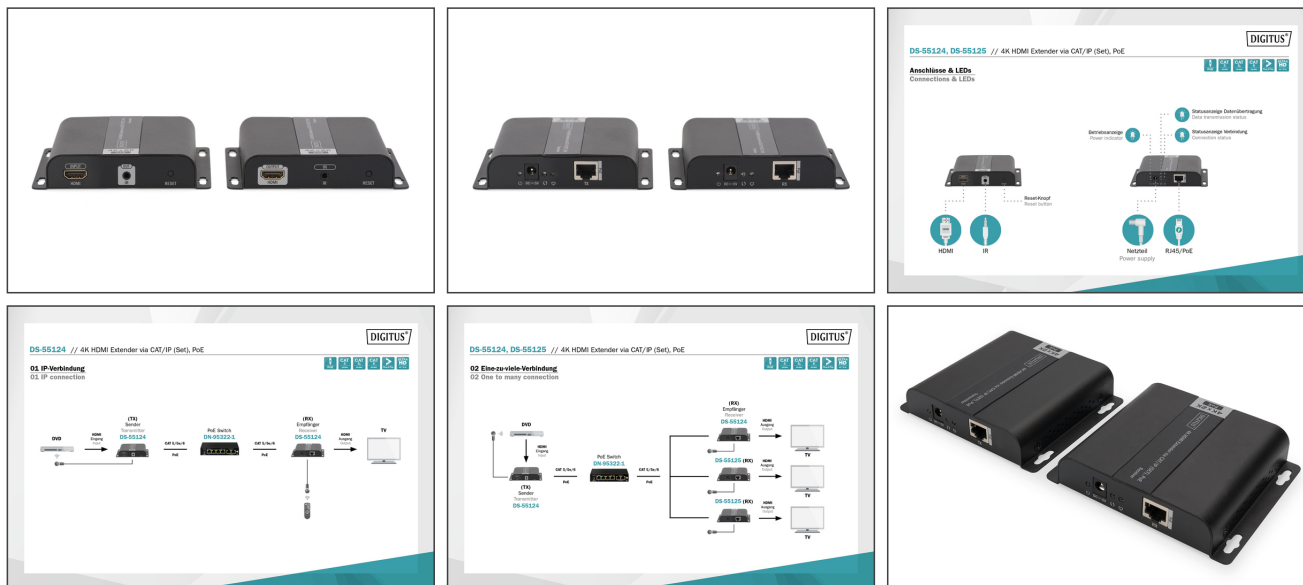 INPUT
HDMI
IR
RESET
OUTPUT
HDMI
IR
RESET
TX
RX
DIGITUS®
DS-55124, DS-55125 // 4K HDMI Extender via CAT/IP (Set), PoE
Anschlüsse & LEDs
Connections & LEDs
Statusanzeige Datenübertragung
Data transmission status
Betriebsanzeige
Power indicator
Statusanzeige Verbindung
Connection status
Reset-Knopf
Reset button
HDMI
IR
Netzteil
Power supply
RJ45/PoE
DIGITUS®
DS-55124 // 4K HDMI Extender via CAT/IP (Set), PoE
01 IP-Verbindung
01 IP connection
DVD
HDMI
Eingang
Input
(TX)
Sender
Transmitter
DS-55124
CAT 5/5e/6
PoE
PoE Switch
DN-95322-1
CAT 5/5e/6
PoE
(RX)
Empfänger
Receiver
DS-55124
HDMI
Ausgang
Output
TV
DIGITUS®
DS-55124, DS-55125 // 4K HDMI Extender via CAT/IP (Set), PoE
02 Eine-zu-viele-Verbindung
02 One to many connection
DVD
HDMI
Eingang
Input
(TX)
Sender
Transmitter
DS-55124
CAT 5/5e/6
PoE
PoE Switch
DN-95322-1
CAT 5/5e/6
PoE
(RX)
Empfänger
Receiver
DS-55124
HDMI
Ausgang
Output
TV
DS-55125 (RX)
HDMI
Ausgang
Output
TV
DS-55125 (RX)
HDMI
Ausgang
Output
TV